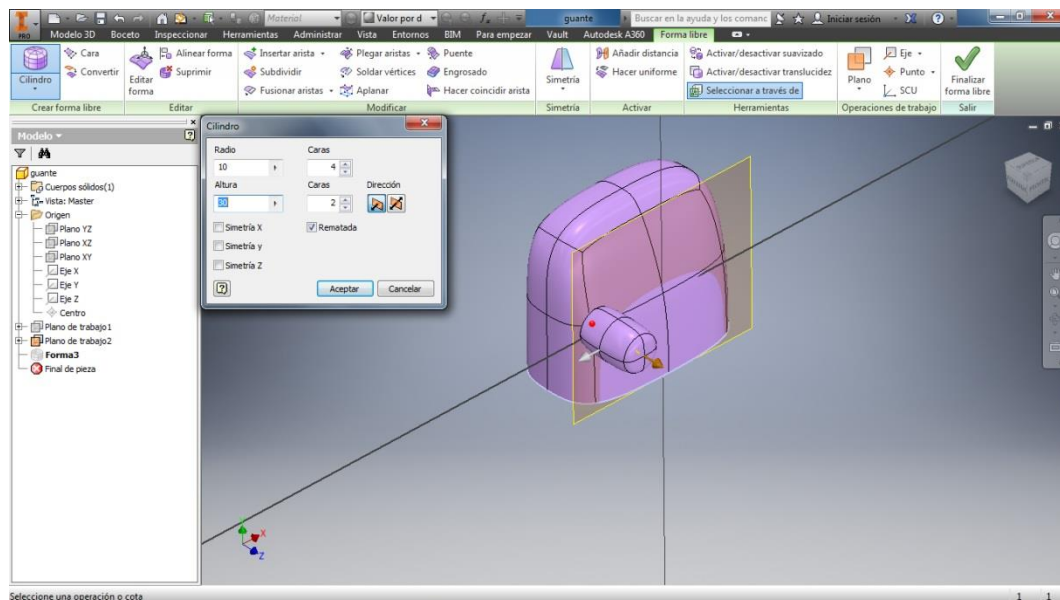 Material
Valor por d
guante
Buscar en la ayuda y los comanc
Iniciar sesión
PRO
Modelo 3D Boceto Inspeccionar Herramientas Administrar Vista Entornos BIM Para empezar Vault Autodesk A360 Forma libre
Cilindro
Cara
Convertir
Editar forma
Alinear forma
Suprimir
Insertar arista
Subdividir
Fusionar aristas
Plegar aristas
Soldar vértices
Aplanar
Puente
Engrosado
Hacer coincidir arista
Simetría
Añadir distancia
Hacer uniforme
Activar/desactivar suavizado
Activar/desactivar translucidez
Seleccionar a través de
Plano
Eje
Punto
SCU
Finalizar
forma libre
Crear forma libre Editar Modificar Simetría Activar Herramientas Operaciones de trabajo Salir
Modelo
guante
Cuerpos sólidos(1)
Vista: Master
Origen
Plano YZ
Plano XZ
Plano XY
Eje X
Eje Y
Eje Z
Centro
Plano de trabajo1
Plano de trabajo2
Forma3
Final de pieza
Cilindro
Radio Caras
10 4
Altura Caras Dirección
30 2
Simetría X Rematada
Simetría y
Simetría Z
Aceptar Cancelar
X
Z
Seleccione una operación o cota
1 1